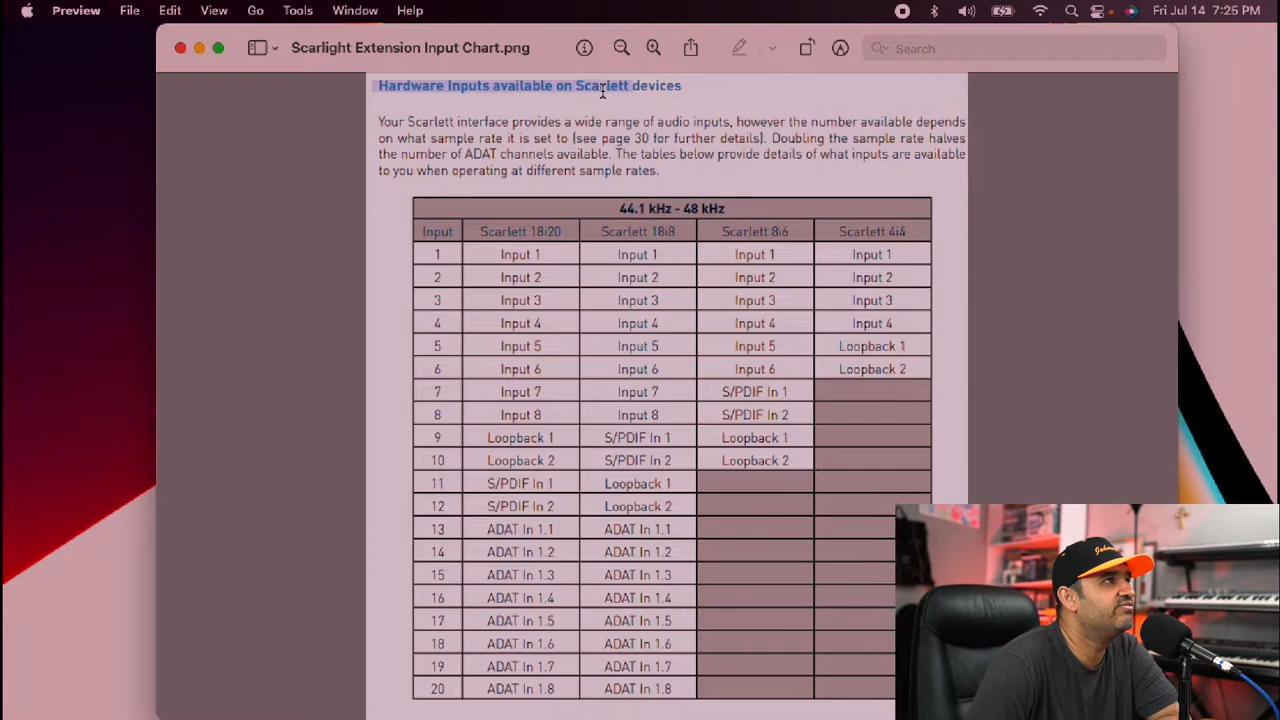 Preview File Edit View Go Tools Window Help Fri Jul 14 7:25 PM
Scarlight Extension Input Chart.png Search
Hardware Inputs available on Scarlett devices
Your Scarlett interface provides a wide range of audio inputs, however the number available depends
on what sample rate it is set to (see page 30 for further details). Doubling the sample rate halves
the number of ADAT channels available. The tables below provide details of what inputs are available
to you when operating at different sample rates.
44.1 kHz - 48 kHz
Input Scarlett 18i20 Scarlett 18i8 Scarlett 8i6 Scarlett 4i4
1 Input 1 Input 1 Input 1 Input 1
2 Input 2 Input 2 Input 2 Input 2
3 Input 3 Input 3 Input 3 Input 3
4 Input 4 Input 4 Input 4 Input 4
5 Input 5 Input 5 Input 5 Loopback 1
6 Input 6 Input 6 Input 6 Loopback 2
7 Input 7 Input 7 S/PDIF In 1
8 Input 8 Input 8 S/PDIF In 2
9 Loopback 1 S/PDIF In 1 Loopback 1
10 Loopback 2 S/PDIF In 2 Loopback 2
11 S/PDIF In 1 Loopback 1
12 S/PDIF In 2 Loopback 2
13 ADAT In 1.1 ADAT In 1.1
14 ADAT In 1.2 ADAT In 1.2
15 ADAT In 1.3 ADAT In 1.3
16 ADAT In 1.4 ADAT In 1.4
17 ADAT In 1.5 ADAT In 1.5
18 ADAT In 1.6 ADAT In 1.6
19 ADAT In 1.7 ADAT In 1.7
20 ADAT In 1.8 ADAT In 1.8